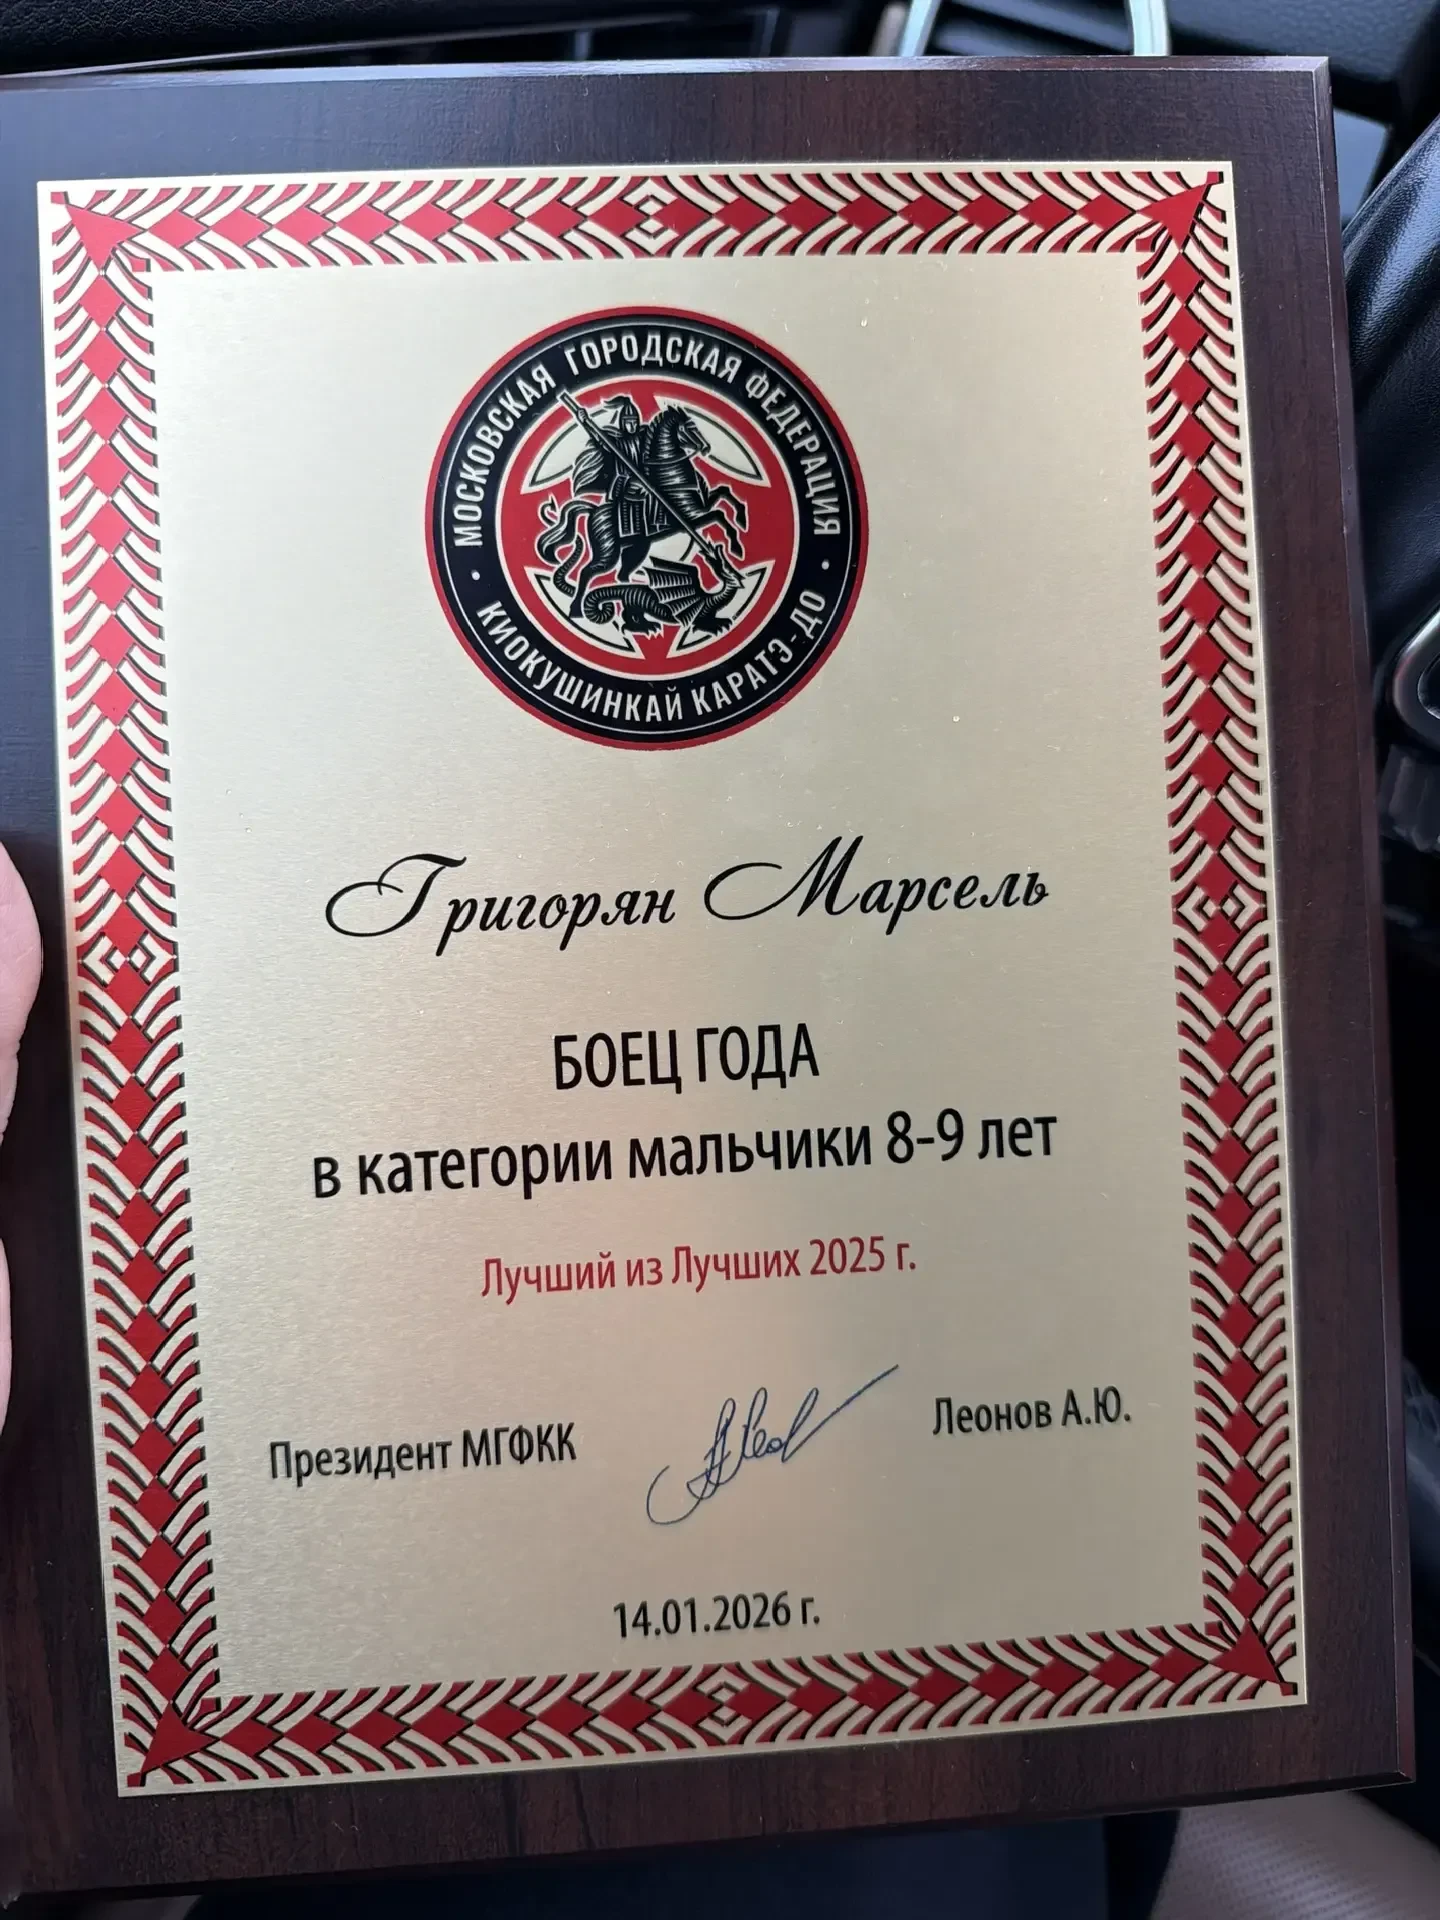 МОСКОВСКАЯ ГОРОДСКАЯ ФЕДЕРАЦИЯ
КИОКУШИНКАЙ КАРАТЭ-ДО
Григорян Марсель
БОЕЦ ГОДА
в категории мальчики 8-9 лет
Лучший из Лучших 2025 г.
Президент МГФКК Леонов А.Ю.
14.01.2026 г.